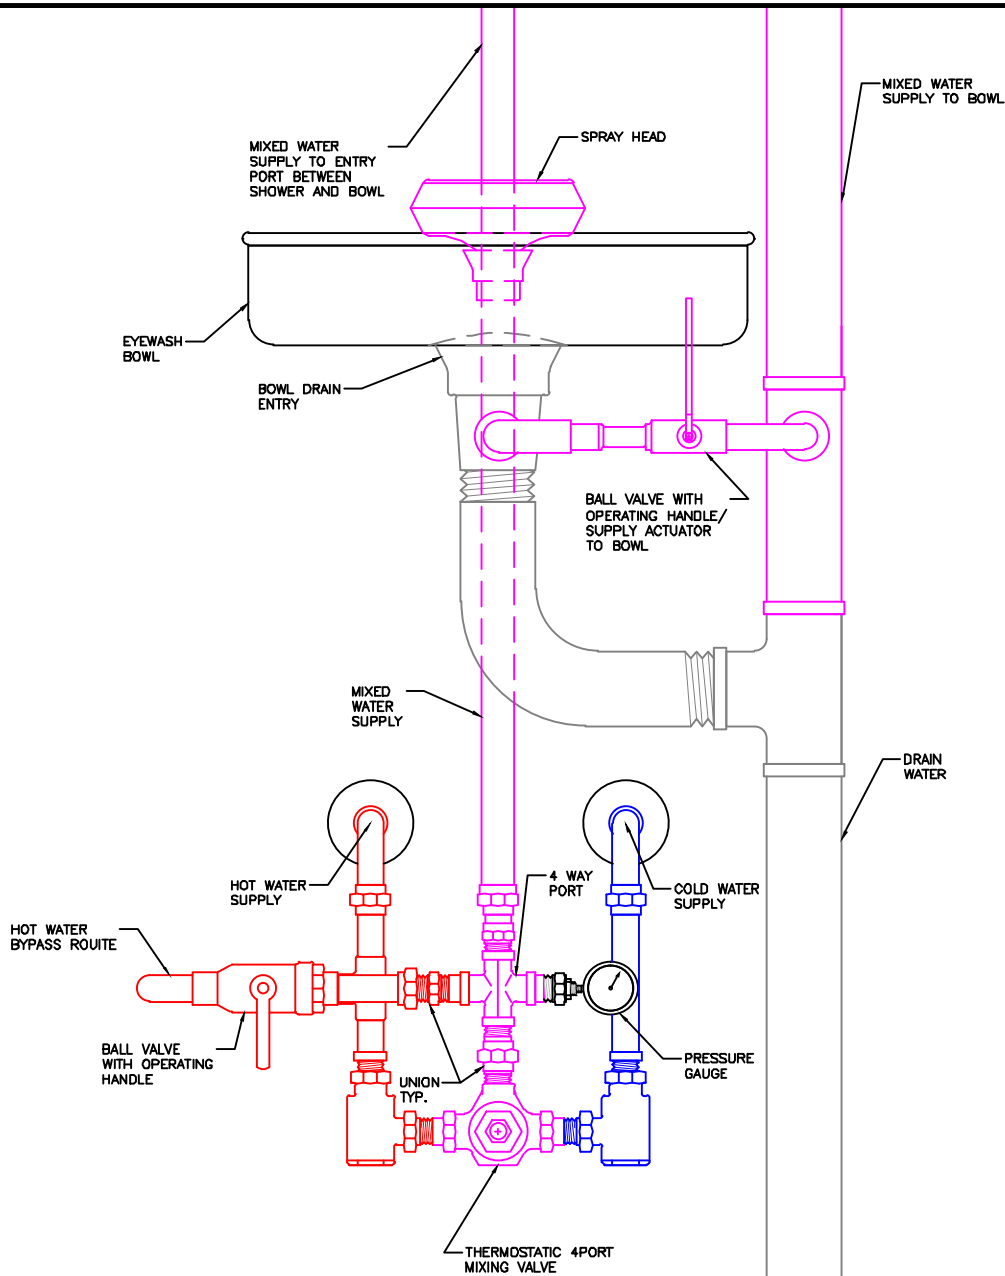 MIXED WATER
SUPPLY TO BOWL
SPRAY HEAD
MIXED WATER
SUPPLY TO ENTRY
PORT BETWEEN
SHOWER AND BOWL
EYEWASH
BOWL
BOWL DRAIN
ENTRY
BALL VALVE WITH
OPERATING HANDLE/
SUPPLY ACTUATOR
TO BOWL
MIXED
WATER
SUPPLY
DRAIN
WATER
4 WAY
PORT
HOT WATER
SUPPLY
COLD WATER
SUPPLY
HOT WATER
BYPASS ROUITE
BALL VALVE
WITH OPERATING
HANDLE
UNION
TYP.
PRESSURE
GAUGE
THERMOSTATIC 4PORT
MIXING VALVE